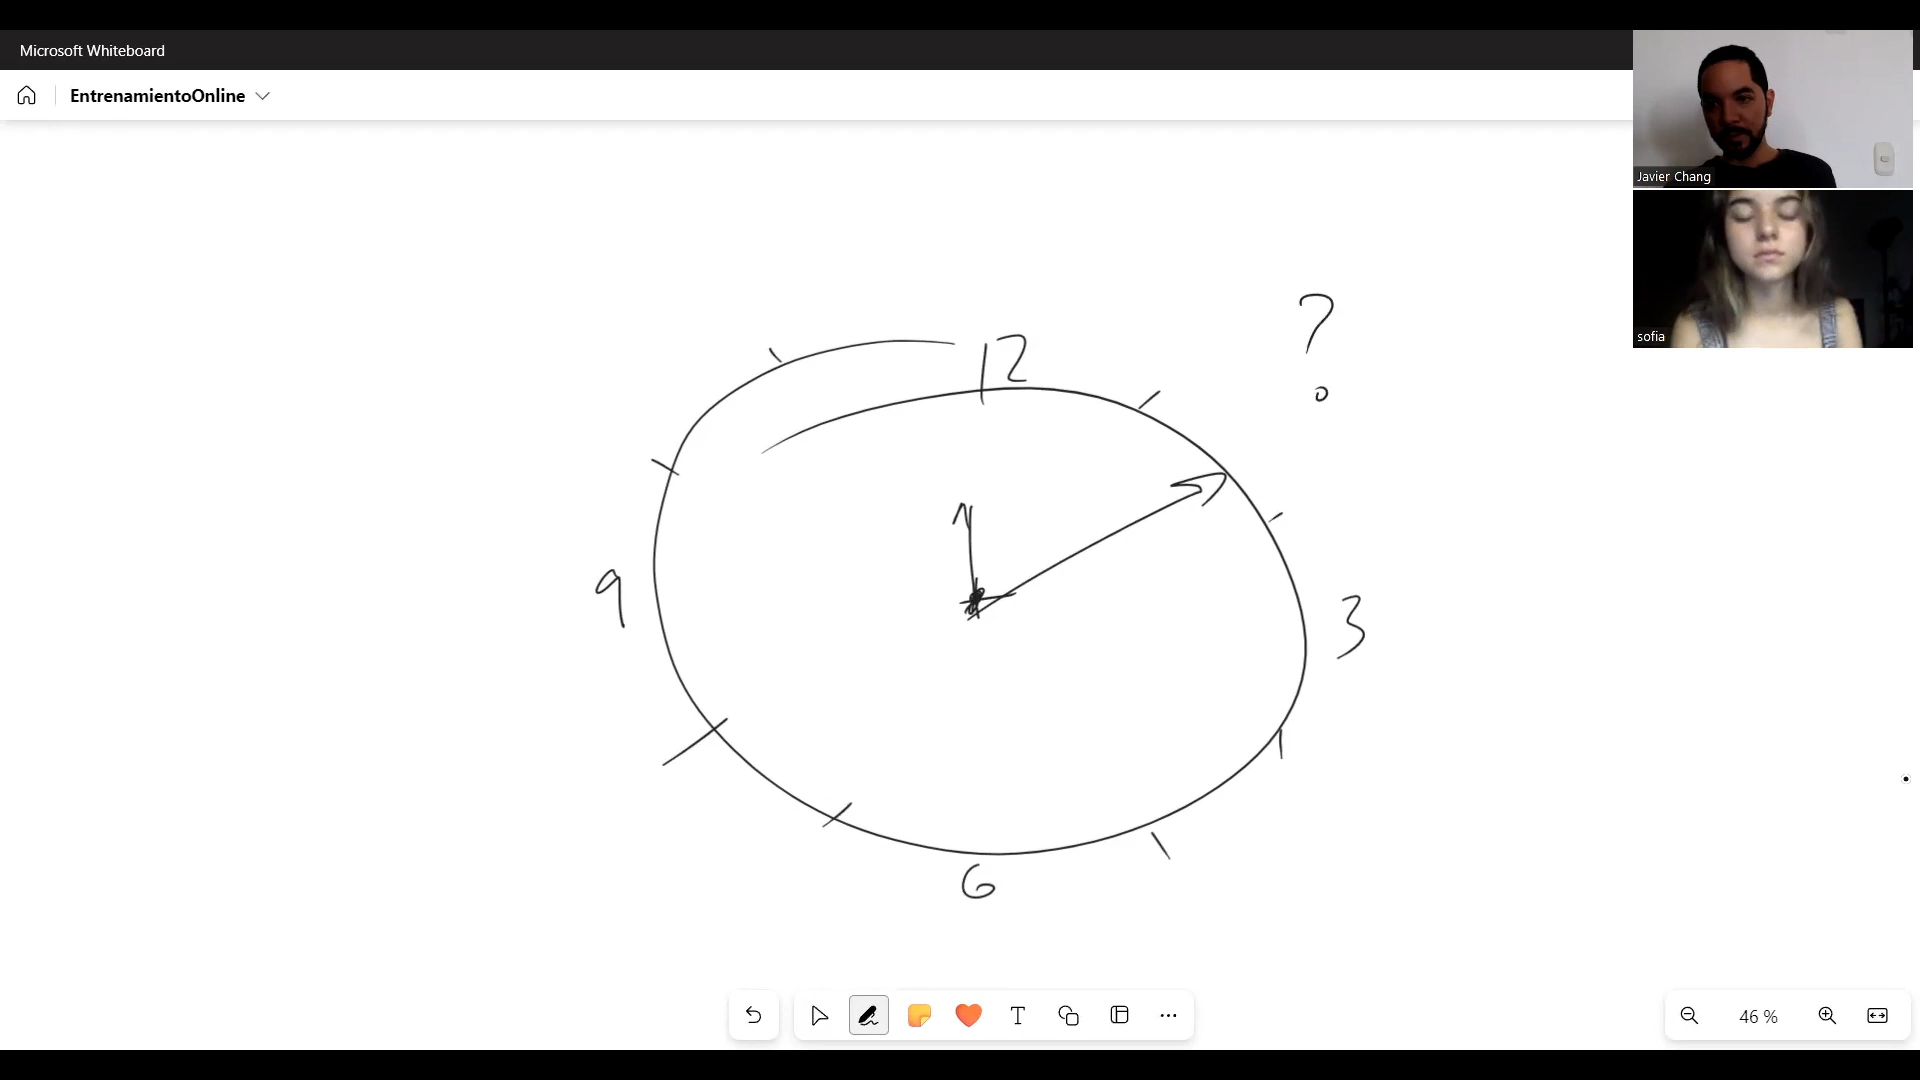 Microsoft Whiteboard
EntrenamientoOnline
Javier Chang
sofia
?
12
9
3
6
46 %